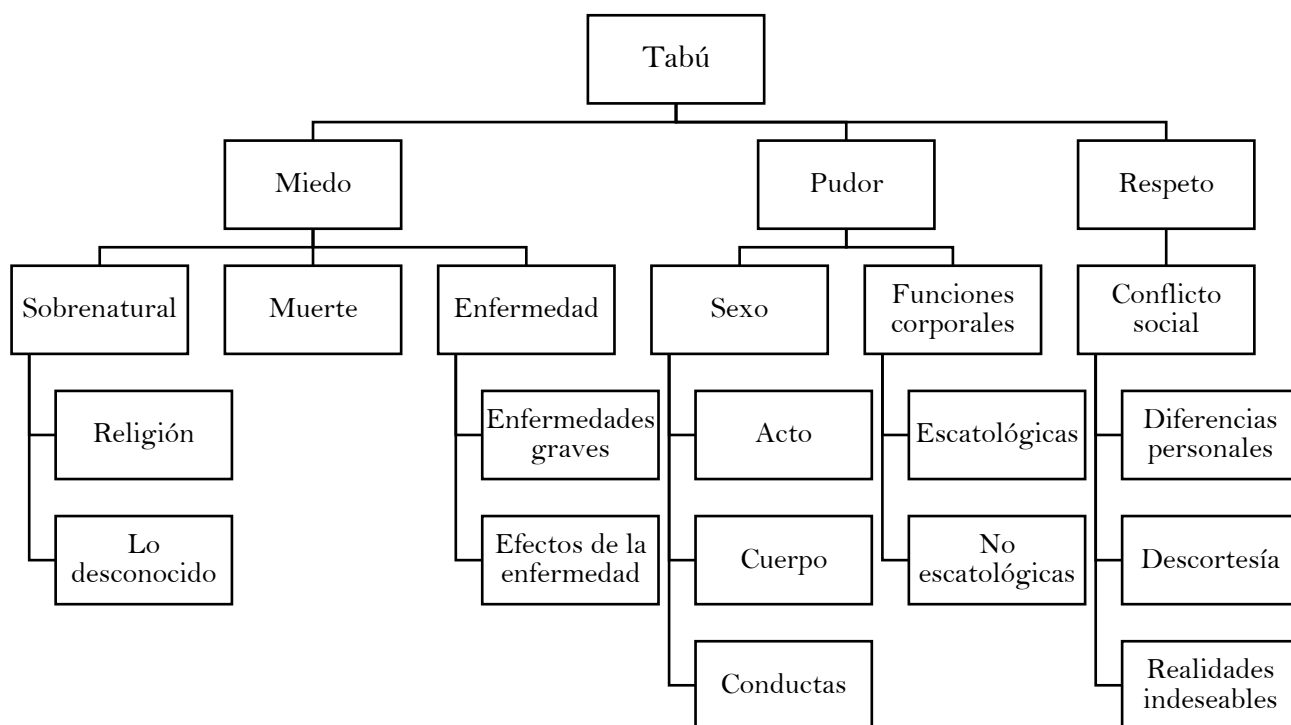 Tabú
Miedo
Pudor
Respeto
Sobrenatural
Muerte
Enfermedad
Sexo
Funciones
corporales
Conflicto
social
Religión
Enfermedades
graves
Acto
Escatológicas
Diferencias
personales
Lo
desconocido
Efectos de la
enfermedad
Cuerpo
No
escatológicas
Descortesía
Conductas
Realidades
indeseables